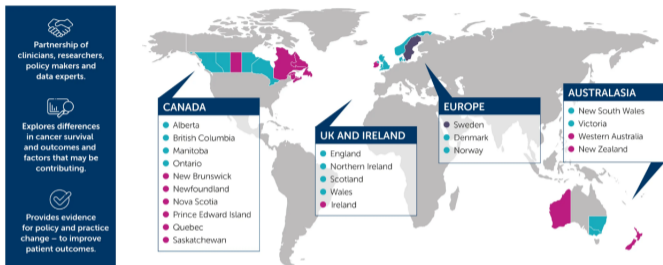 Partnership of
clinicians, researchers,
policy makers and
data experts.
Explores differences
in cancer survival
and outcomes and
factors that may be
contributing.
Provides evidence
for policy and practice
change – to improve
patient outcomes.
CANADA
Alberta
British Columbia
Manitoba
Ontario
New Brunswick
Newfoundland
Nova Scotia
Prince Edward Island
Quebec
Saskatchewan
UK AND IRELAND
England
Northern Ireland
Scotland
Wales
Ireland
EUROPE
Sweden
Denmark
Norway
AUSTRALASIA
New South Wales
Victoria
Western Australia
New Zealand